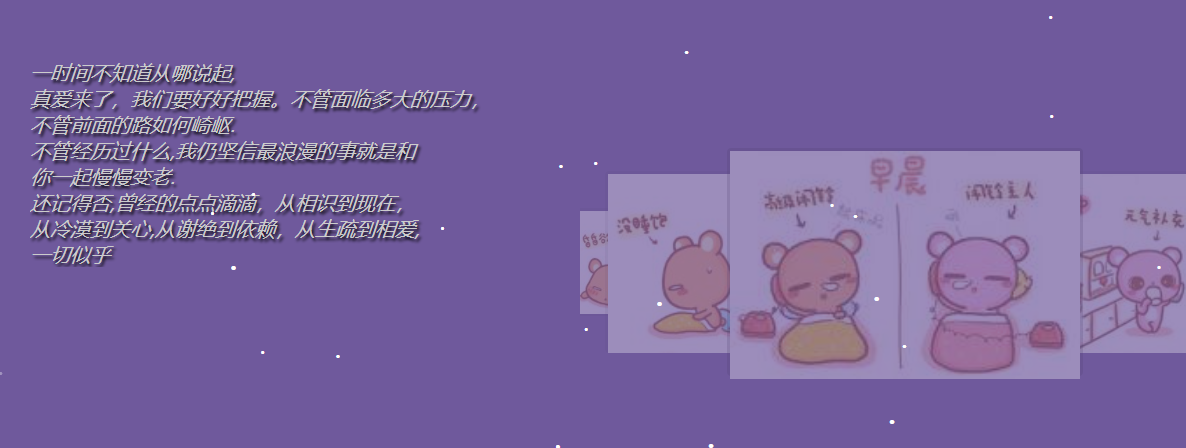 一时间不知道从哪说起,
真爱来了，我们要好好把握。不管面临多大的压力，
不管前面的路如何崎岖.
不管经历过什么,我仍坚信最浪漫的事就是和
你一起慢慢变老.
还记得否,曾经的点点滴滴，从相识到现在，
从冷漠到关心,从谢绝到依赖，从生疏到相爱,
一切似乎
没睡饱
早晨
高级闹铃
闹铃主人
元气补充